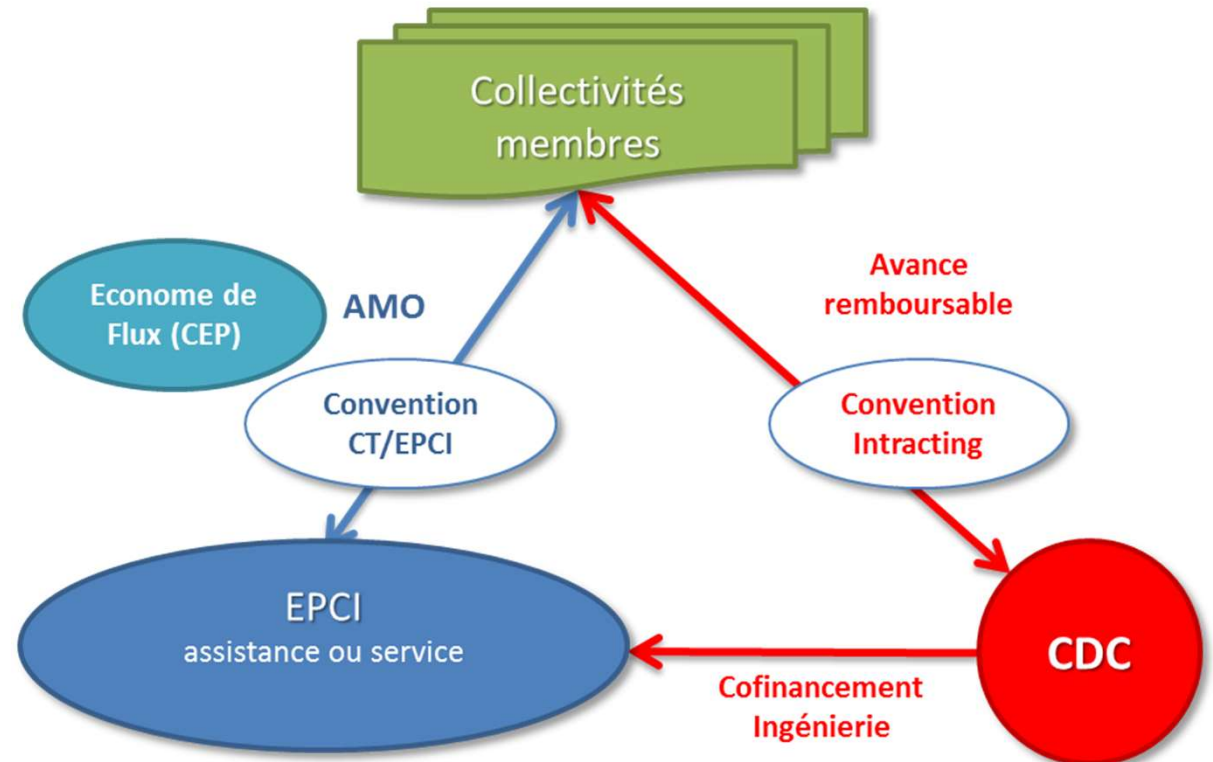 Collectivités
membres
Econome de
Flux (CEP)
AMO
Avance
remboursable
Convention
CT/EPCI
Convention
Intracting
EPCI
assistance ou service
CDC
Cofinancement
Ingénierie